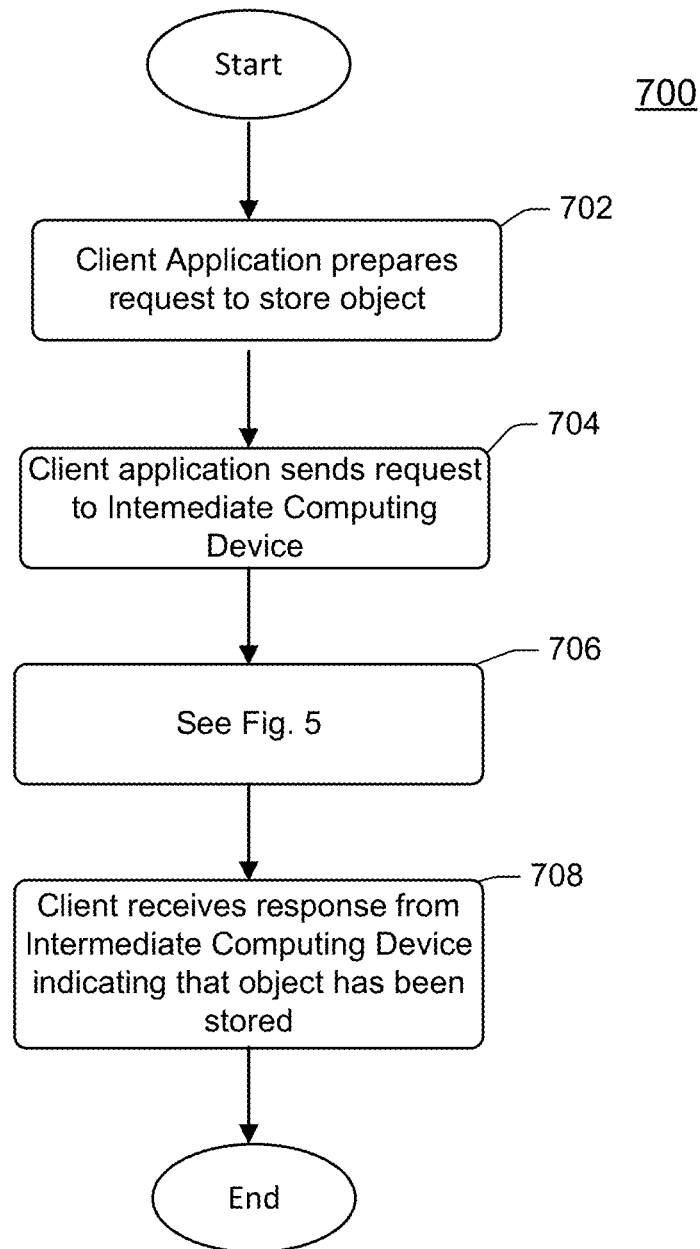 Start
700
702
Client Application prepares
request to store object
704
Client application sends request
to Intemediate Computing
Device
706
See Fig. 5
708
Client receives response from
Intermediate Computing Device
indicating that object has been
stored
End